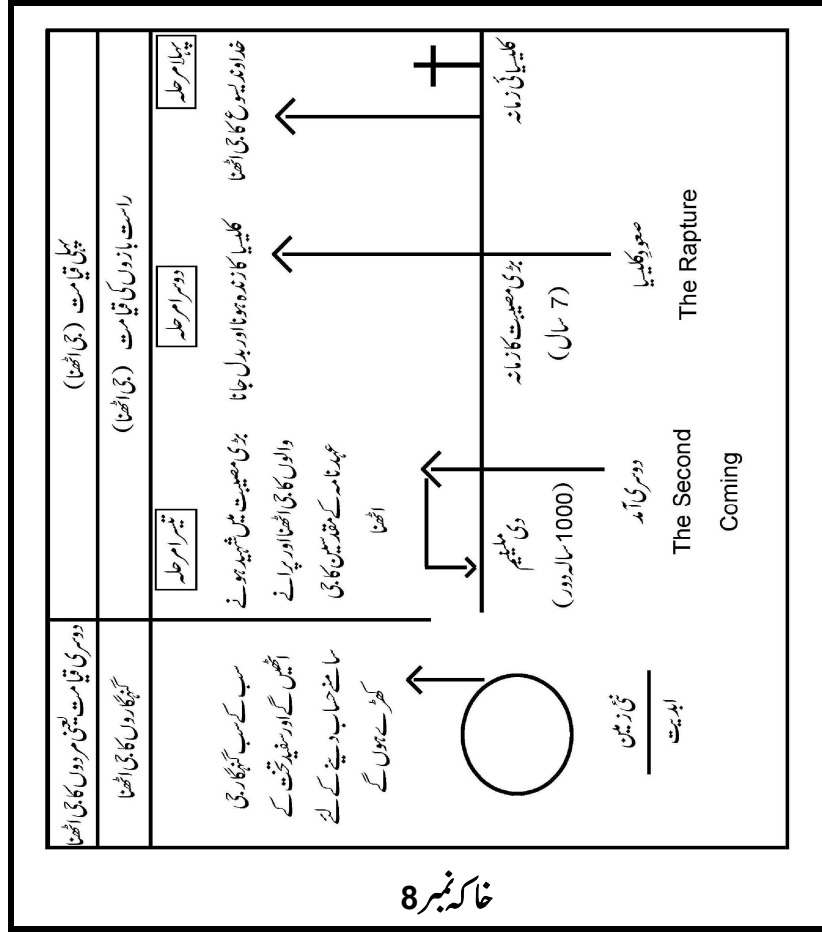 پہلی قیامت (جی اٹھنا)
دوسری قیامت یعنی مردوں کا جی اٹھنا
راست بازوں کی قیامت (جی اٹھنا)
گنہگاروں کا جی اٹھنا
پہلا مرحلہ
خداوند یسوع کا جی اٹھنا
دوسرا مرحلہ
کلیسیا کا زندہ ہونا اور بدل جانا
تیسرا مرحلہ
بڑی مصیبت میں شہید ہونے
والوں کا جی اٹھنا اور پرانے
عہد نامہ کے مقدسین کا جی
اٹھنا
سب کے سب گنہگار جی
اٹھیں گے اور سفید تخت کے
سامنے حساب دینے کے لئے
کھڑے ہوں گے
کلیسیائی زمانہ
بڑی مصیبت کا زمانہ
(7 سال)
دی ملینیم
(1000 سالہ دور)
صعودِ کلیسیا
The Rapture
دوسری آمد
The Second
Coming
نئی زمین
ابدیت
خاکہ نمبر 8